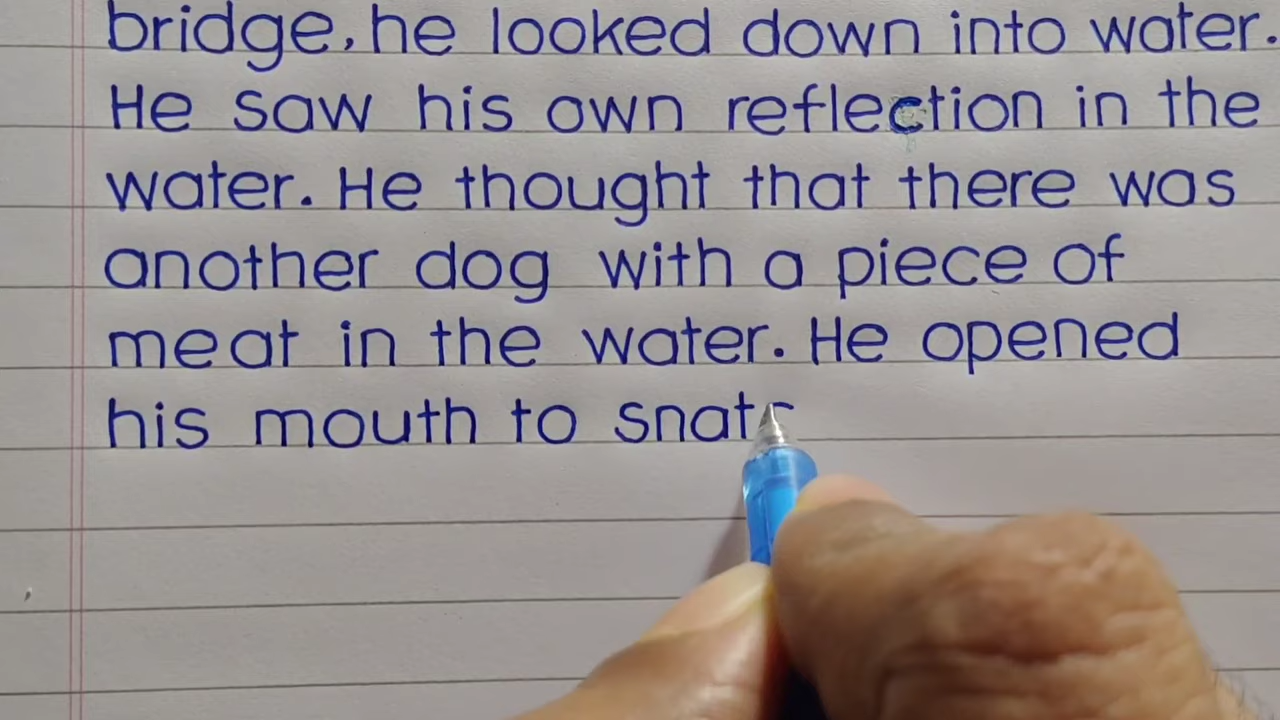 bridge, he looked down into water.
He saw his own reflection in the
water. He thought that there was
another dog with a piece of
meat in the water. He opened
his mouth to snatc